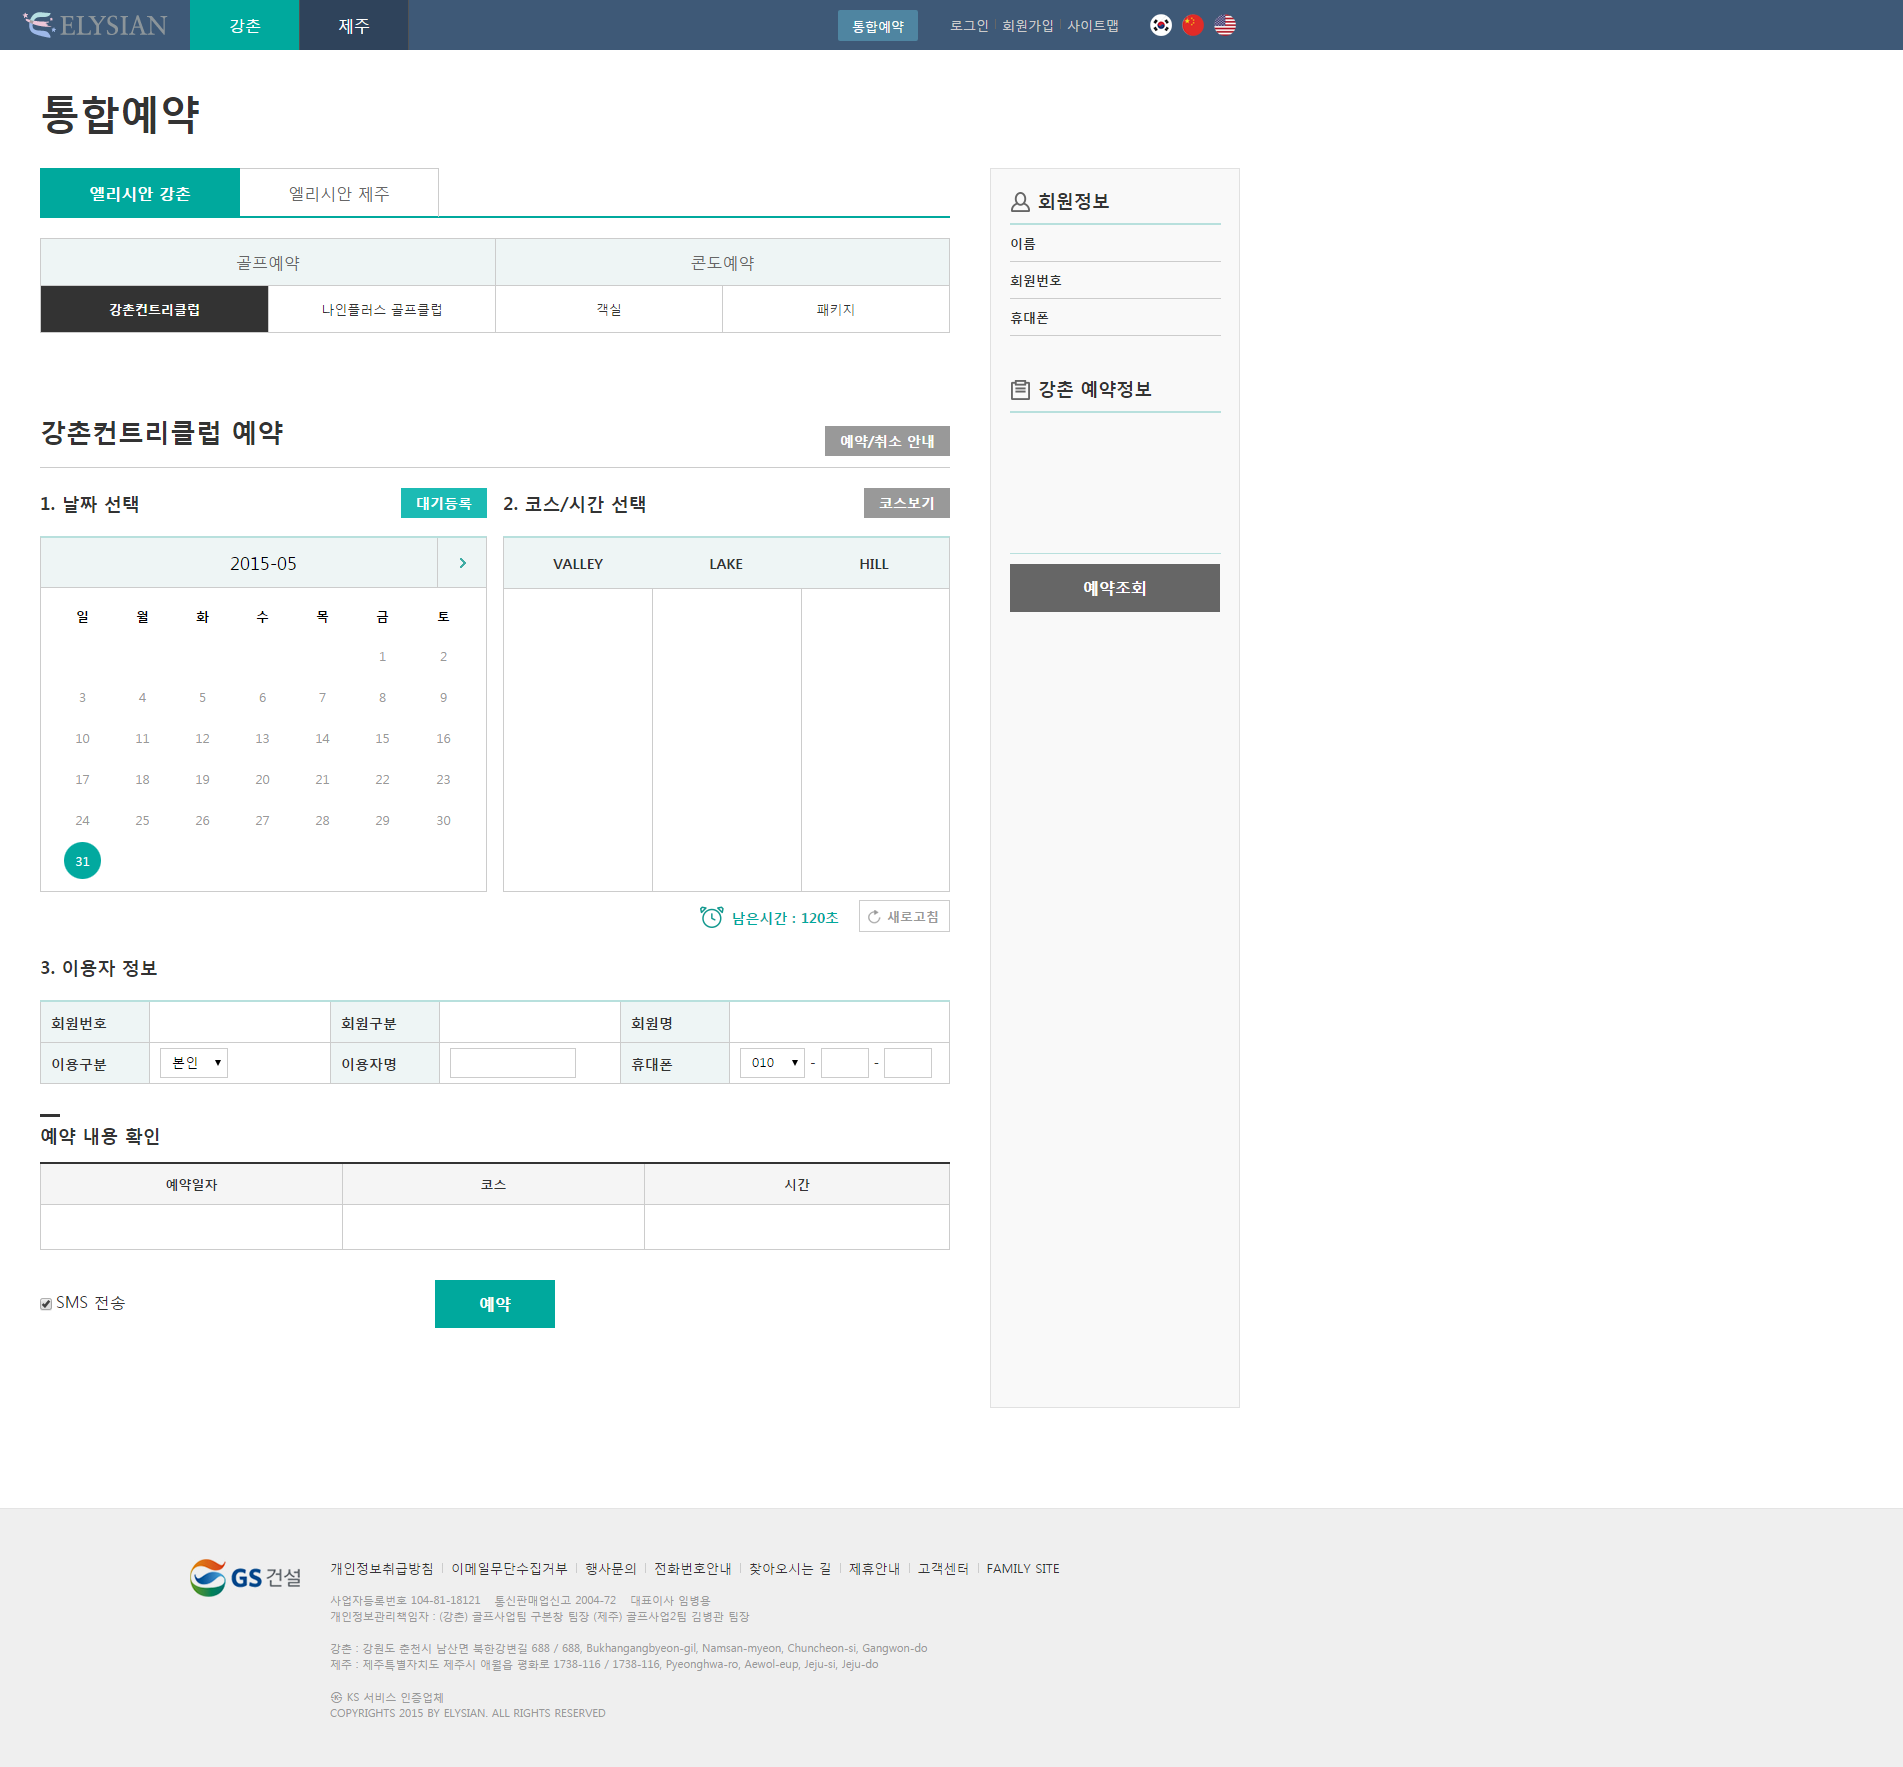 ELYSIAN 강촌 제주 통합예약 로그인 회원가입 사이트맵
통합예약
엘리시안 강촌 엘리시안 제주
골프예약 콘도예약
강촌컨트리클럽 나인플러스 골프클럽 객실 패키지
강촌컨트리클럽 예약 예약/취소 안내
1. 날짜 선택 대기등록
2015-05
일 월 화 수 목 금 토
1 2
3 4 5 6 7 8 9
10 11 12 13 14 15 16
17 18 19 20 21 22 23
24 25 26 27 28 29 30
31
2. 코스/시간 선택 코스보기
VALLEY LAKE HILL
남은시간 : 120초 새로고침
3. 이용자 정보
회원번호 회원구분 회원명
이용구분 본인 이용자명 휴대폰 010 - -
예약 내용 확인
예약일자 코스 시간
SMS 전송 예약
회원정보
이름
회원번호
휴대폰
강촌 예약정보
예약조회
GS건설
개인정보취급방침 이메일무단수집거부 행사문의 전화번호안내 찾아오시는 길 제휴안내 고객센터 FAMILY SITE
사업자등록번호 104-81-18121 통신판매업신고 2004-72 대표이사 임병용
개인정보관리책임자 : (강촌) 골프사업팀 구본창 팀장 (제주) 골프사업2팀 김병관 팀장
강촌 : 강원도 춘천시 남산면 북한강변길 688 / 688, Bukhangangbyeon-gil, Namsan-myeon, Chuncheon-si, Gangwon-do
제주 : 제주특별자치도 제주시 애월읍 평화로 1738-116 / 1738-116, Pyeonghwa-ro, Aewol-eup, Jeju-si, Jeju-do
KS 서비스 인증업체
COPYRIGHTS 2015 BY ELYSIAN. ALL RIGHTS RESERVED